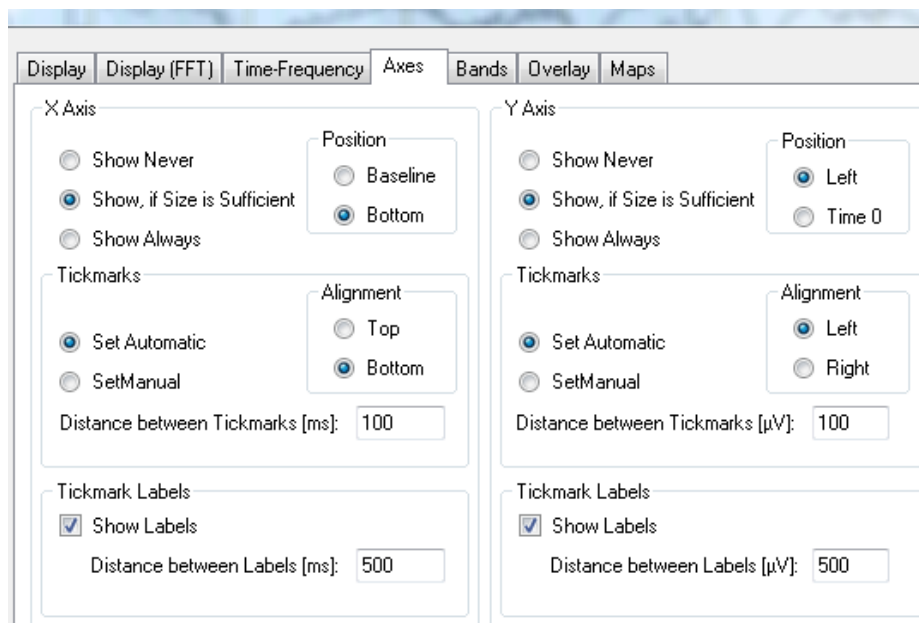 Display Display (FFT) Time-Frequency Axes Bands Overlay Maps
X Axis
Show Never
Show, if Size is Sufficient
Show Always
Position
Baseline
Bottom
Tickmarks
Set Automatic
SetManual
Alignment
Top
Bottom
Distance between Tickmarks [ms]: 100
Tickmark Labels
Show Labels
Distance between Labels [ms]: 500
Y Axis
Show Never
Show, if Size is Sufficient
Show Always
Position
Left
Time 0
Tickmarks
Set Automatic
SetManual
Alignment
Left
Right
Distance between Tickmarks [µV]: 100
Tickmark Labels
Show Labels
Distance between Labels [µV]: 500